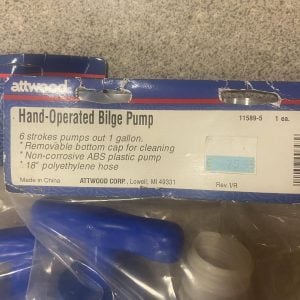 attwood
Hand-Operated Bilge Pump
11589-5 1 ea.
6 strokes pumps out 1 gallon.
* Removable bottom cap for cleaning
* Non-corrosive ABS plastic pump
* 18" polyethylene hose
Made in China ATTWOOD CORP., Lowell, MI 49331 Rev. I/R